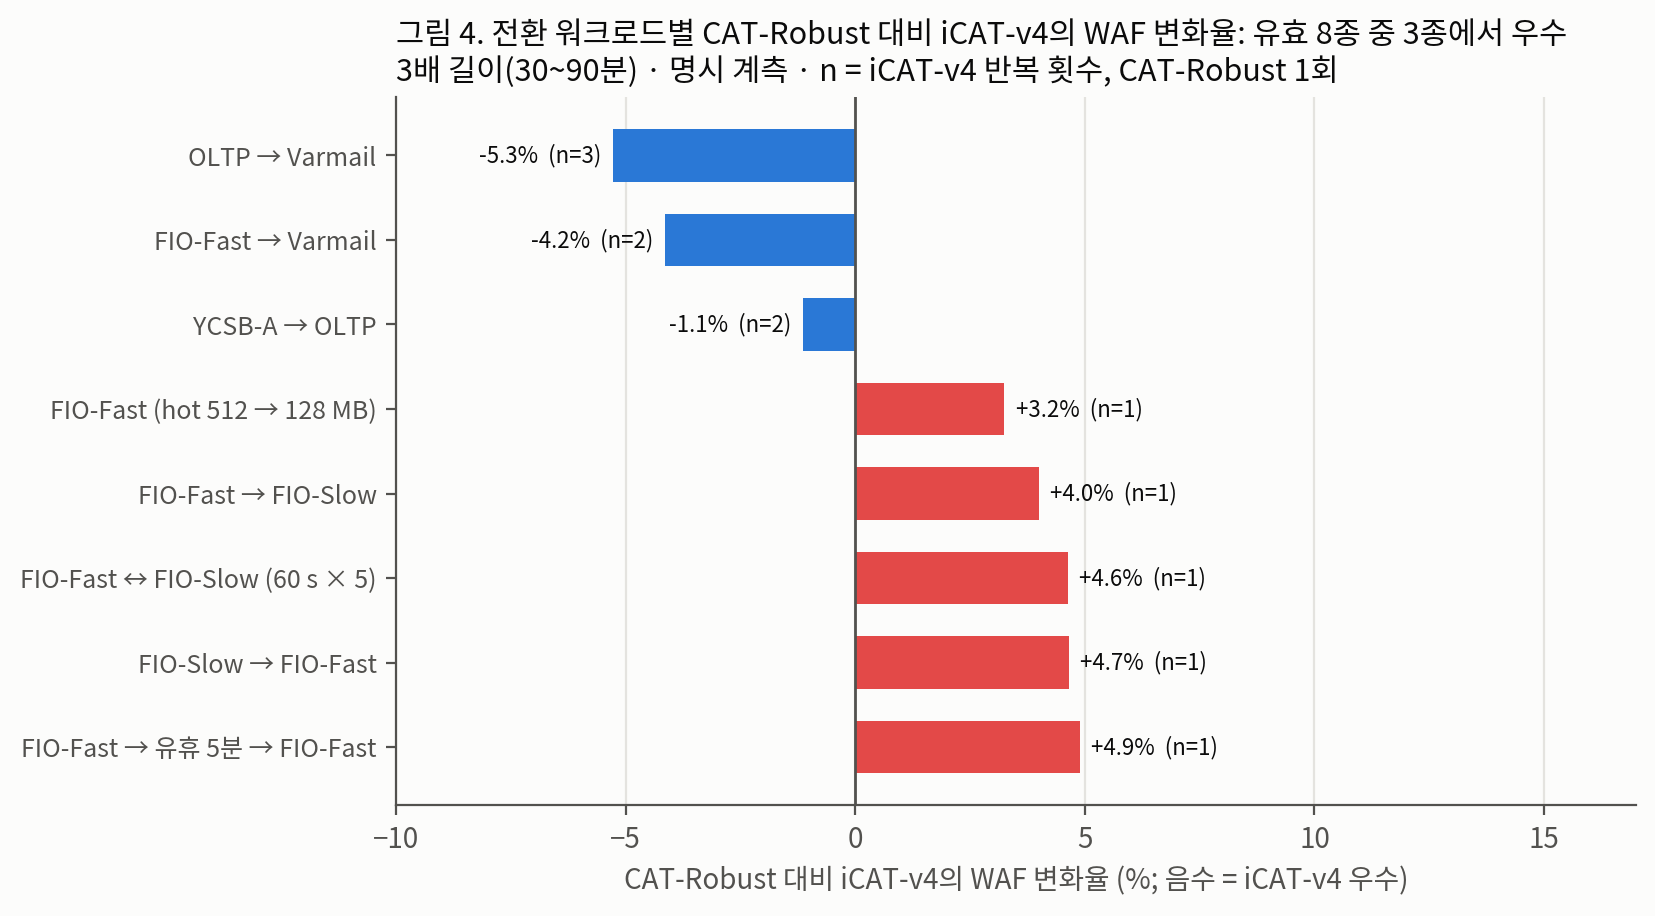 그림 4. 전환 워크로드별 CAT-Robust 대비 iCAT-v4의 WAF 변화율: 유효 8종 중 3종에서 우수
3배 길이(30~90분) · 명시 계측 · n = iCAT-v4 반복 횟수, CAT-Robust 1회
OLTP → Varmail
-5.3% (n=3)
FIO-Fast → Varmail
-4.2% (n=2)
YCSB-A → OLTP
-1.1% (n=2)
FIO-Fast (hot 512 → 128 MB)
+3.2% (n=1)
FIO-Fast → FIO-Slow
+4.0% (n=1)
FIO-Fast ↔ FIO-Slow (60 s × 5)
+4.6% (n=1)
FIO-Slow → FIO-Fast
+4.7% (n=1)
FIO-Fast → 유휴 5분 → FIO-Fast
+4.9% (n=1)
−10 −5 0 5 10 15
CAT-Robust 대비 iCAT-v4의 WAF 변화율 (%; 음수 = iCAT-v4 우수)